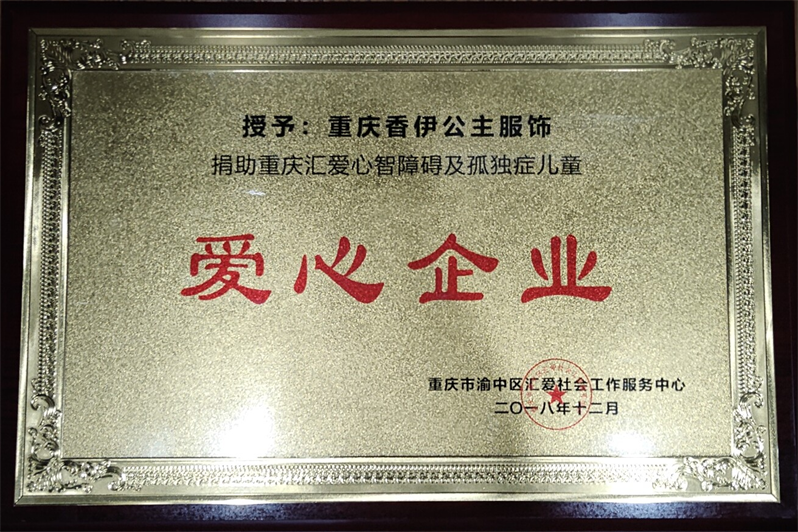 授予：重庆香伊公主服饰
捐助重庆汇爱心智障碍及孤独症儿童
爱心企业
重庆市渝中区汇爱社会工作服务中心
二〇一八年十二月